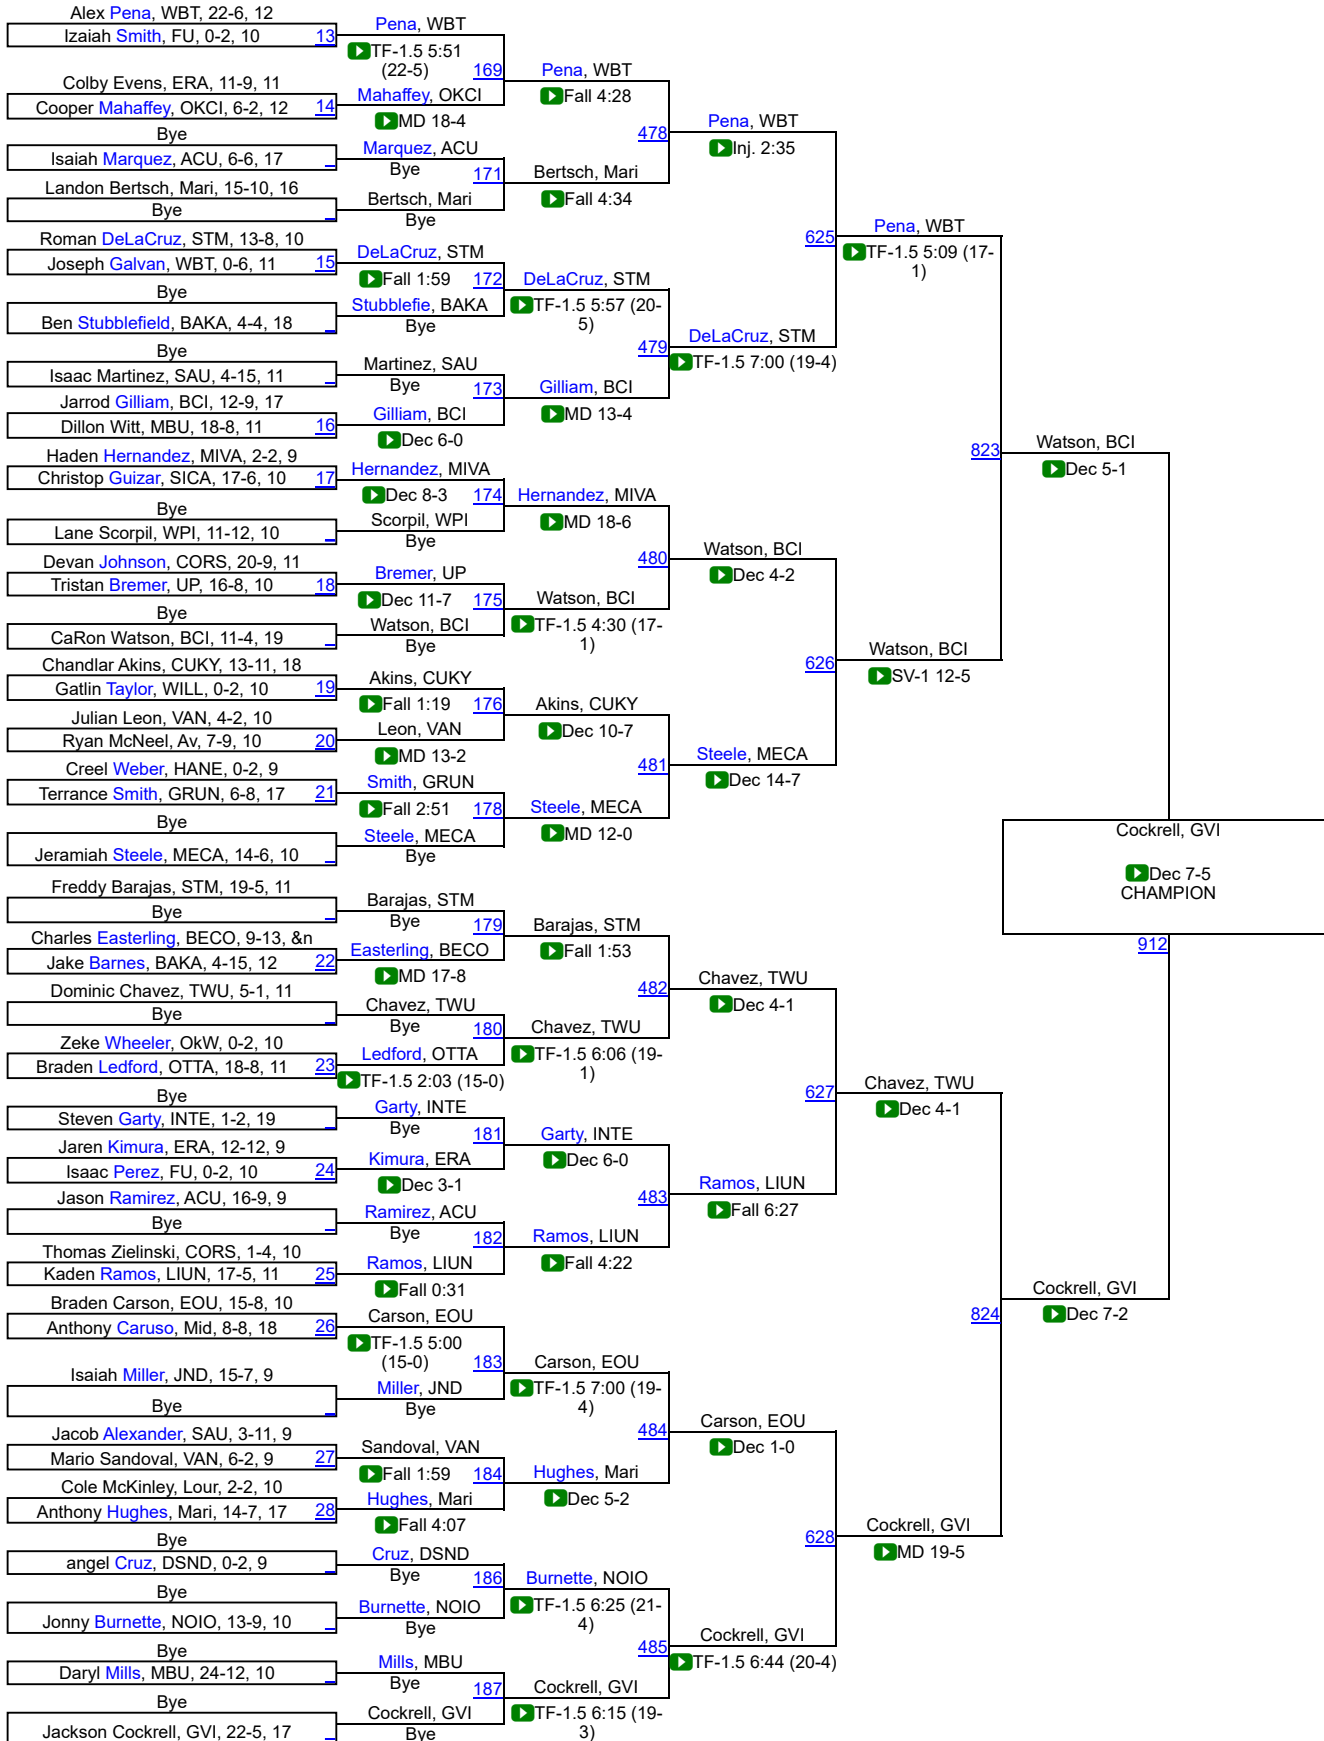 Alex Pena, WBT, 22-6, 12
Izaiah Smith, FU, 0-2, 10
13
Colby Evens, ERA, 11-9, 11
Cooper Mahaffey, OKCI, 6-2, 12
14
Bye
Isaiah Marquez, ACU, 6-6, 17
Landon Bertsch, Mari, 15-10, 16
Bye
Roman DeLaCruz, STM, 13-8, 10
Joseph Galvan, WBT, 0-6, 11
15
Bye
Ben Stubblefield, BAKA, 4-4, 18
Bye
Isaac Martinez, SAU, 4-15, 11
Jarrod Gilliam, BCI, 12-9, 17
Dillon Witt, MBU, 18-8, 11
16
Haden Hernandez, MIVA, 2-2, 9
Christop Guizar, SICA, 17-6, 10
17
Bye
Lane Scorpil, WPI, 11-12, 10
Devan Johnson, CORS, 20-9, 11
Tristan Bremer, UP, 16-8, 10
18
Bye
CaRon Watson, BCI, 11-4, 19
Chandlar Akins, CUKY, 13-11, 18
Gatlin Taylor, WILL, 0-2, 10
19
Julian Leon, VAN, 4-2, 10
Ryan McNeel, Av, 7-9, 10
20
Creel Weber, HANE, 0-2, 9
Terrance Smith, GRUN, 6-8, 17
21
Bye
Jeramiah Steele, MECA, 14-6, 10
Freddy Barajas, STM, 19-5, 11
Bye
Charles Easterling, BECO, 9-13, &n
Jake Barnes, BAKA, 4-15, 12
22
Dominic Chavez, TWU, 5-1, 11
Bye
Zeke Wheeler, OkW, 0-2, 10
Braden Ledford, OTTA, 18-8, 11
23
Bye
Steven Garty, INTE, 1-2, 19
Jaren Kimura, ERA, 12-12, 9
Isaac Perez, FU, 0-2, 10
24
Jason Ramirez, ACU, 16-9, 9
Bye
Thomas Zielinski, CORS, 1-4, 10
Kaden Ramos, LIUN, 17-5, 11
25
Braden Carson, EOU, 15-8, 10
Anthony Caruso, Mid, 8-8, 18
26
Isaiah Miller, JND, 15-7, 9
Bye
Jacob Alexander, SAU, 3-11, 9
Mario Sandoval, VAN, 6-2, 9
27
Cole McKinley, Lour, 2-2, 10
Anthony Hughes, Mari, 14-7, 17
28
Bye
angel Cruz, DSND, 0-2, 9
Bye
Jonny Burnette, NOIO, 13-9, 10
Bye
Daryl Mills, MBU, 24-12, 10
Bye
Jackson Cockrell, GVI, 22-5, 17
Pena, WBT
TF-1.5 5:51
(22-5)
169
Mahaffey, OKCI
MD 18-4
Marquez, ACU
Bye
171
Bertsch, Mari
Bye
DeLaCruz, STM
Fall 1:59
172
Stubblefie, BAKA
Bye
Martinez, SAU
Bye
173
Gilliam, BCI
Dec 6-0
Hernandez, MIVA
Dec 8-3
174
Scorpil, WPI
Bye
Bremer, UP
Dec 11-7
175
Watson, BCI
Bye
Akins, CUKY
Fall 1:19
176
Leon, VAN
MD 13-2
Smith, GRUN
Fall 2:51
178
Steele, MECA
Bye
Barajas, STM
Bye
179
Easterling, BECO
MD 17-8
Chavez, TWU
Bye
180
Ledford, OTTA
TF-1.5 2:03 (15-0)
Garty, INTE
Bye
181
Kimura, ERA
Dec 3-1
Ramirez, ACU
Bye
182
Ramos, LIUN
Fall 0:31
Carson, EOU
TF-1.5 5:00
(15-0)
183
Miller, JND
Bye
Sandoval, VAN
Fall 1:59
184
Hughes, Mari
Fall 4:07
Cruz, DSND
Bye
186
Burnette, NOIO
Bye
Mills, MBU
Bye
187
Cockrell, GVI
Bye
Pena, WBT
Fall 4:28
478
Bertsch, Mari
Fall 4:34
DeLaCruz, STM
TF-1.5 5:57 (20-
5)
479
Gilliam, BCI
MD 13-4
Hernandez, MIVA
MD 18-6
480
Watson, BCI
TF-1.5 4:30 (17-
1)
Akins, CUKY
Dec 10-7
481
Steele, MECA
MD 12-0
Barajas, STM
Fall 1:53
482
Chavez, TWU
TF-1.5 6:06 (19-
1)
Garty, INTE
Dec 6-0
483
Ramos, LIUN
Fall 4:22
Carson, EOU
TF-1.5 7:00 (19-
4)
484
Hughes, Mari
Dec 5-2
Burnette, NOIO
TF-1.5 6:25 (21-
4)
485
Cockrell, GVI
TF-1.5 6:15 (19-
3)
Pena, WBT
Inj. 2:35
625
DeLaCruz, STM
TF-1.5 7:00 (19-4)
Watson, BCI
Dec 4-2
626
Steele, MECA
Dec 14-7
Chavez, TWU
Dec 4-1
627
Ramos, LIUN
Fall 6:27
Carson, EOU
Dec 1-0
628
Cockrell, GVI
TF-1.5 6:44 (20-4)
Pena, WBT
TF-1.5 5:09 (17-
1)
823
Watson, BCI
SV-1 12-5
Chavez, TWU
Dec 4-1
824
Cockrell, GVI
MD 19-5
Watson, BCI
Dec 5-1
Cockrell, GVI
Dec 7-2
Cockrell, GVI
Dec 7-5
CHAMPION
912